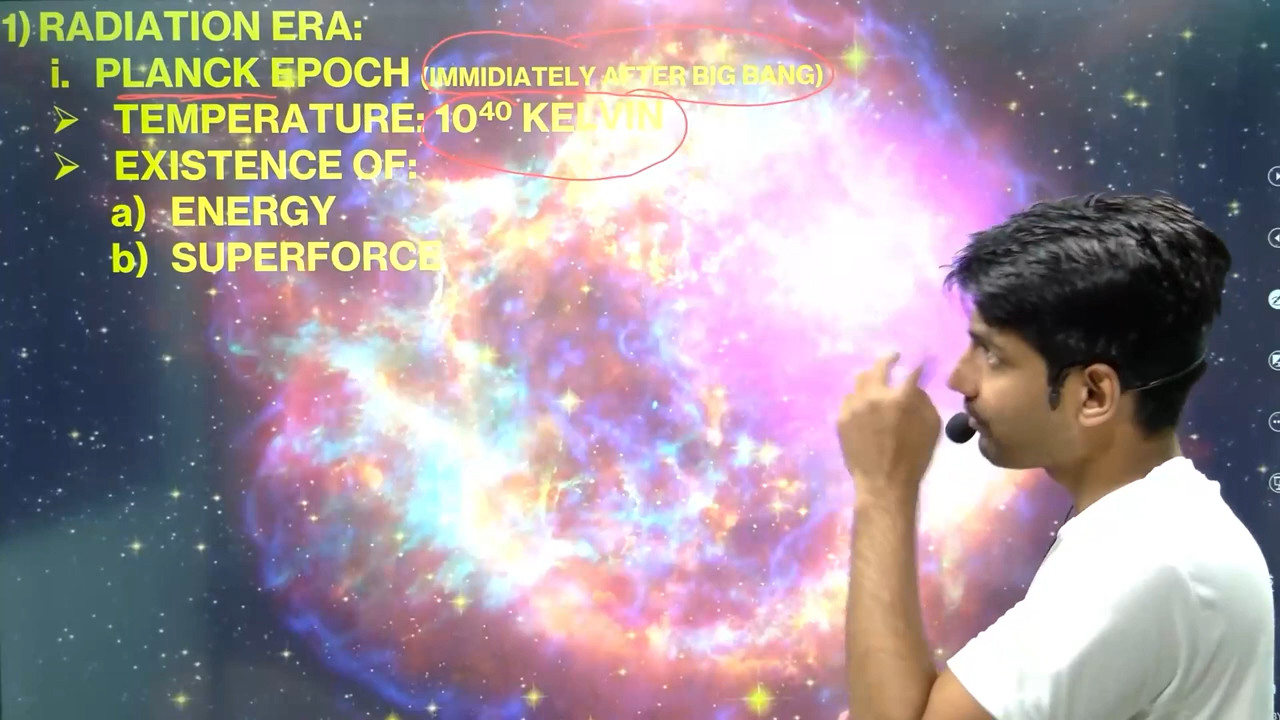 1) RADIATION ERA:
i. PLANCK EPOCH (IMMIDIATELY AFTER BIG BANG)
➢ TEMPERATURE: 10⁴⁰ KELVIN
➢ EXISTENCE OF:
a) ENERGY
b) SUPERFORCE